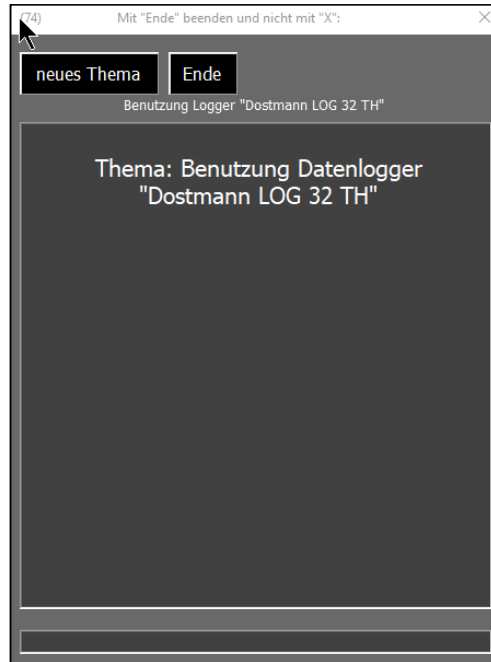 (74) Mit "Ende" beenden und nicht mit "X":
neues Thema Ende
Benutzung Logger "Dostmann LOG 32 TH"
Thema: Benutzung Datenlogger
"Dostmann LOG 32 TH"